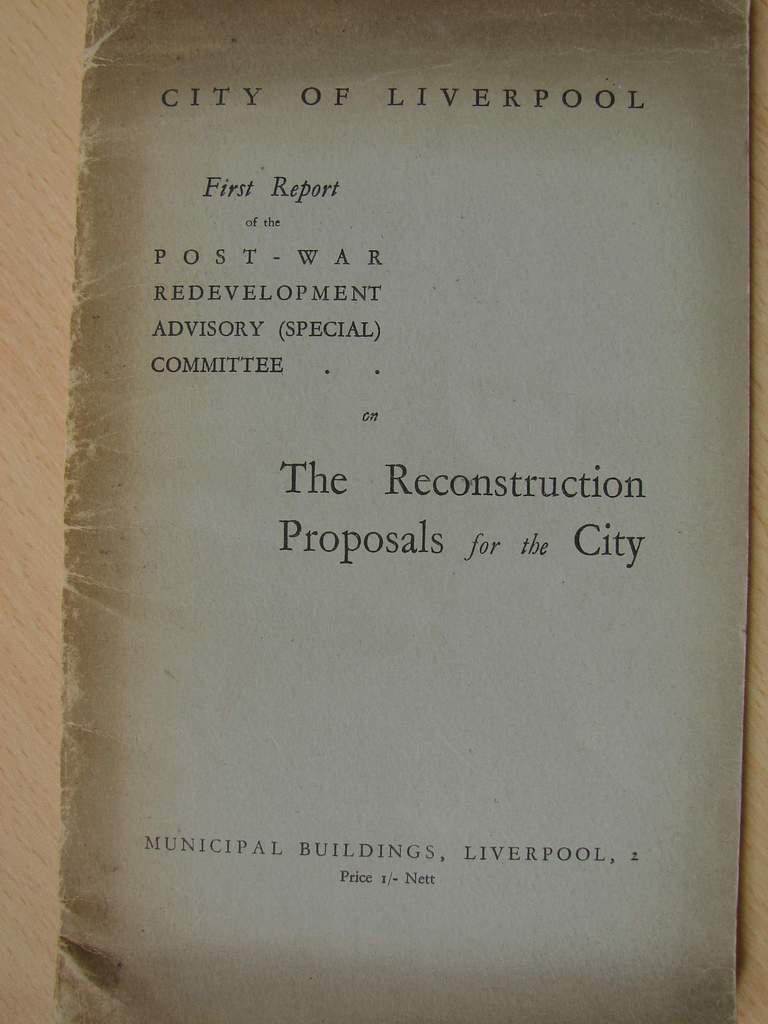 CITY OF LIVERPOOL
First Report
of the
POST-WAR
REDEVELOPMENT
ADVISORY (SPECIAL)
COMMITTEE . .
on
The Reconstruction
Proposals for the City
MUNICIPAL BUILDINGS, LIVERPOOL, 2
Price 1/- Nett